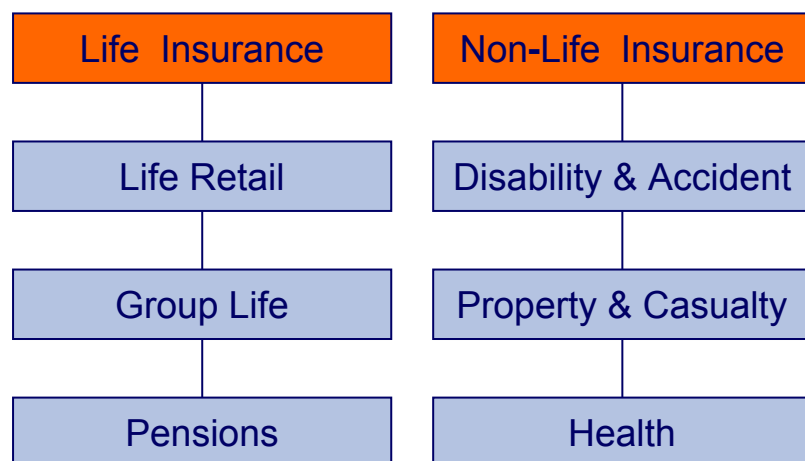 Life Insurance
Non-Life Insurance
Life Retail
Disability & Accident
Group Life
Property & Casualty
Pensions
Health